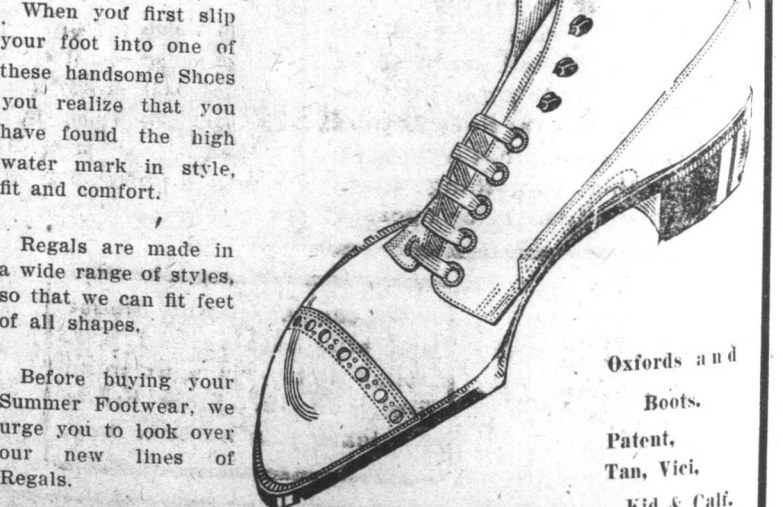 When you first slip
your foot into one of
these handsome Shoes
you realize that you
have found the high
water mark in style,
fit and comfort.
Regals are made in
a wide range of styles,
so that we can fit feet
of all shapes.
Before buying your
Summer Footwear, we
urge you to look over
our new lines of
Regals.
Oxfords and
Boots.
Patent,
Tan, Vici,
Kid & Calf.